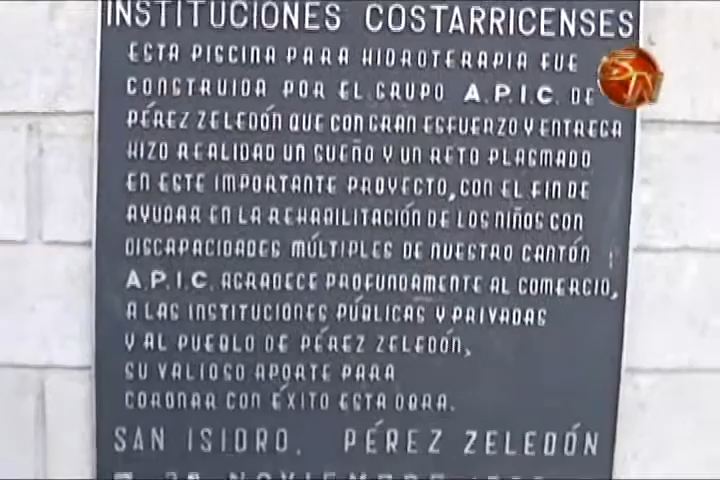 INSTITUCIONES COSTARRICENSES
ESTA PISCINA PARA HIDROTERAPIA FUE
CONSTRUIDA POR EL GRUPO A.P.I.C. DE
PÉREZ ZELEDÓN QUE CON GRAN ESFUERZO Y ENTREGA
HIZO REALIDAD UN SUEÑO Y UN RETO PLASMADO
EN ESTE IMPORTANTE PROYECTO, CON EL FIN DE
AYUDAR EN LA REHABILITACIÓN DE LOS NIÑOS CON
DISCAPACIDADES MÚLTIPLES DE NUESTRO CANTÓN
A.P.I.C. AGRADECE PROFUNDAMENTE AL COMERCIO,
A LAS INSTITUCIONES PÚBLICAS Y PRIVADAS
Y AL PUEBLO DE PÉREZ ZELEDÓN,
SU VALIOSO APORTE PARA
CORONAR CON ÉXITO ESTA OBRA.
SAN ISIDRO, PÉREZ ZELEDÓN
NOVIEMBRE